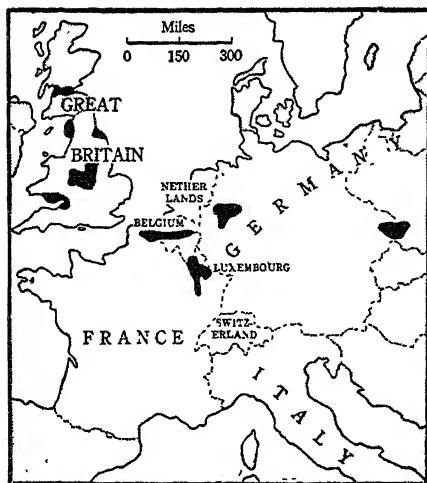 Miles
0 150 300
GREAT
BRITAIN
NETHER
LANDS
BELGIUM
GERMANY
LUXEMBOURG
FRANCE
SWITZ-
ERLAND
ITALY